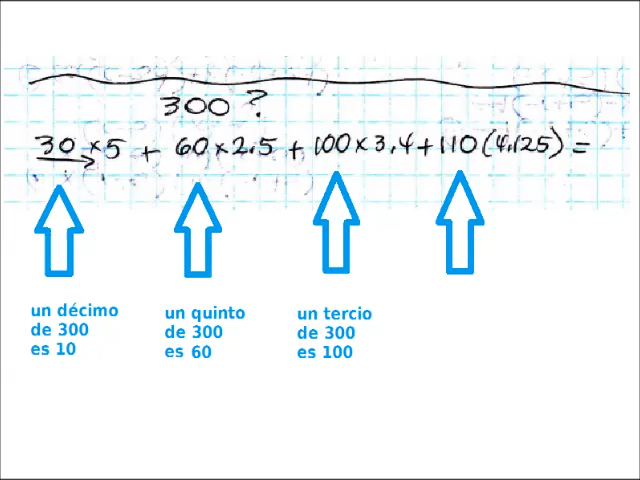 300 ?
30 x 5 + 60 x 2.5 + 100 x 3.4 + 110 (4.125) =
un décimo
de 300
es 10
un quinto
de 300
es 60
un tercio
de 300
es 100